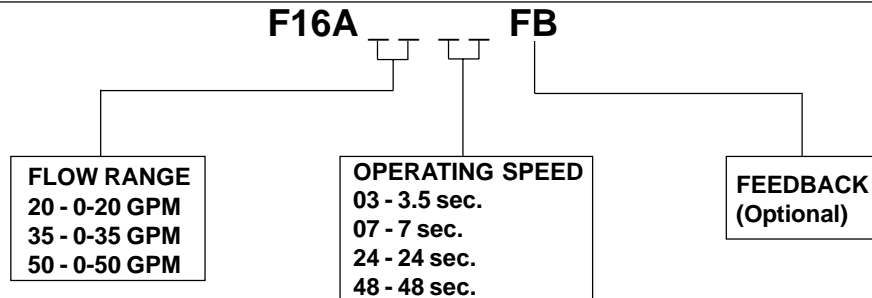 F16A _ _ _ _ FB
FLOW RANGE
20 - 0-20 GPM
35 - 0-35 GPM
50 - 0-50 GPM
OPERATING SPEED
03 - 3.5 sec.
07 - 7 sec.
24 - 24 sec.
48 - 48 sec.
FEEDBACK
(Optional)